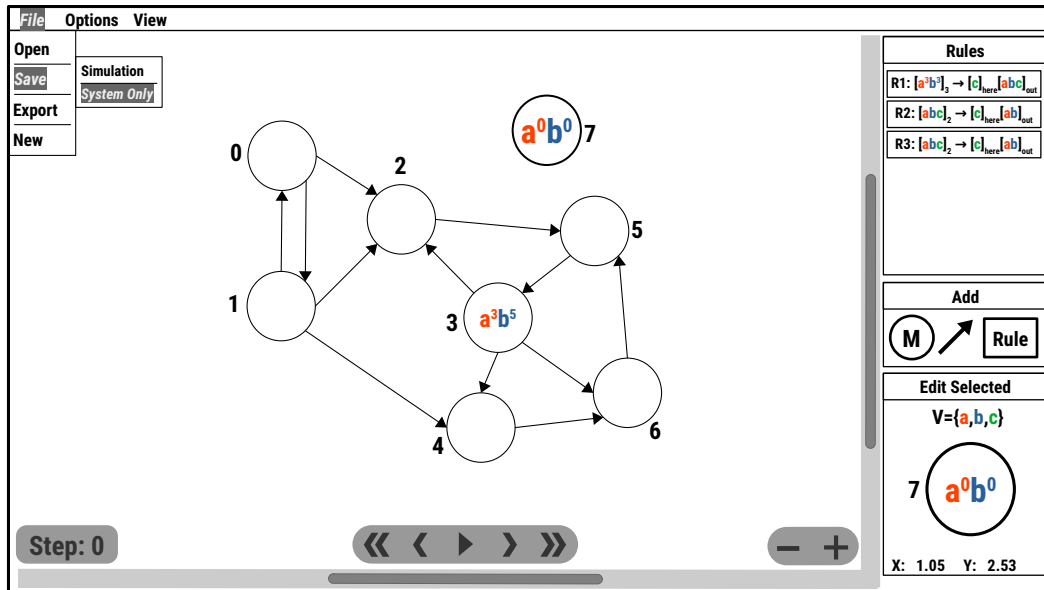 File Options View
Open
Save
Export
New
Simulation
System Only
0
1
2
3
4
5
6
7
a⁰b⁰
a³b⁵
Step: 0
Rules
R1: [a³b³]₃ → [c]here[abc]out
R2: [abc]₂ → [c]here[ab]out
R3: [abc]₂ → [c]here[ab]out
Add
M
Rule
Edit Selected
V={a,b,c}
7 a⁰b⁰
X: 1.05 Y: 2.53